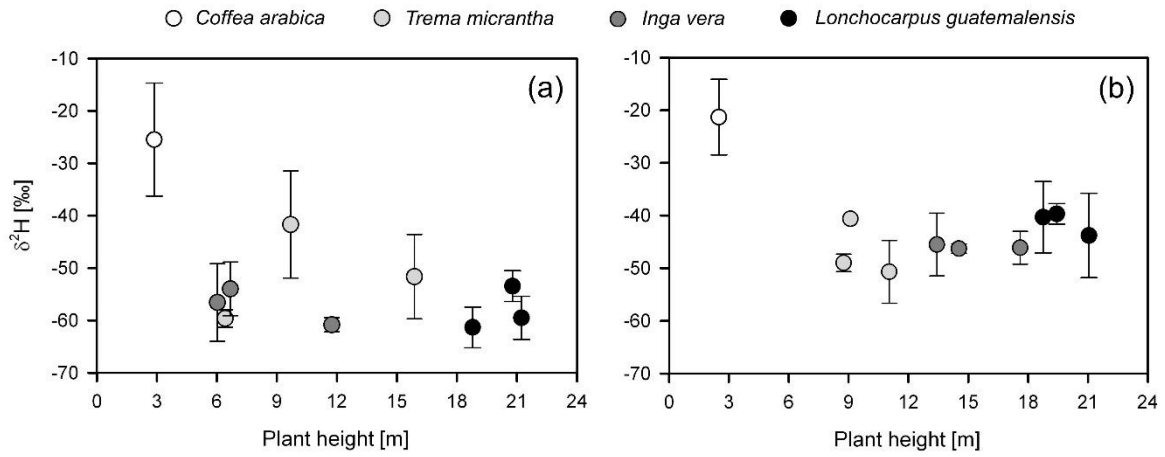 Coffea arabica Trema micrantha Inga vera Lonchocarpus guatemalensis
(a) (b)
-10 -10
-20 -20
-30 -30
-40 -40
-50 -50
-60 -60
-70 -70
δ²H [‰]
0 3 6 9 12 15 18 21 24 0 3 6 9 12 15 18 21 24
Plant height [m] Plant height [m]